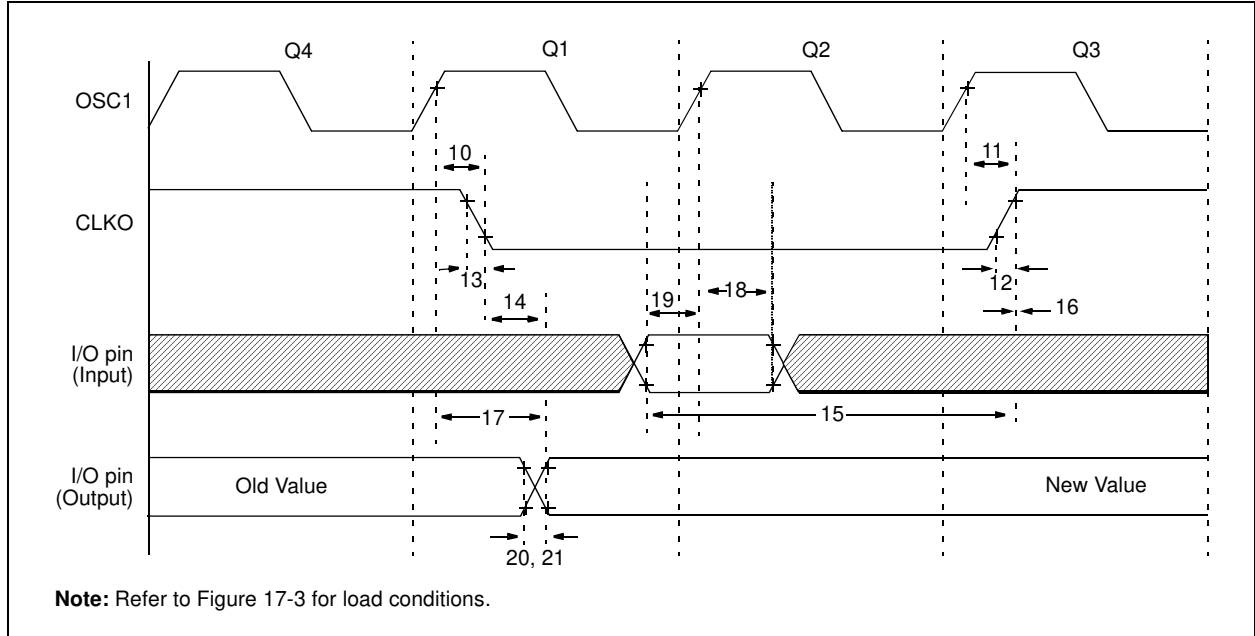 Q4 Q1 Q2 Q3
OSC1
10 11
CLKO
13 12
14 19 18 16
I/O pin
(Input)
17 15
I/O pin
(Output)
Old Value New Value
20, 21
Note: Refer to Figure 17-3 for load conditions.